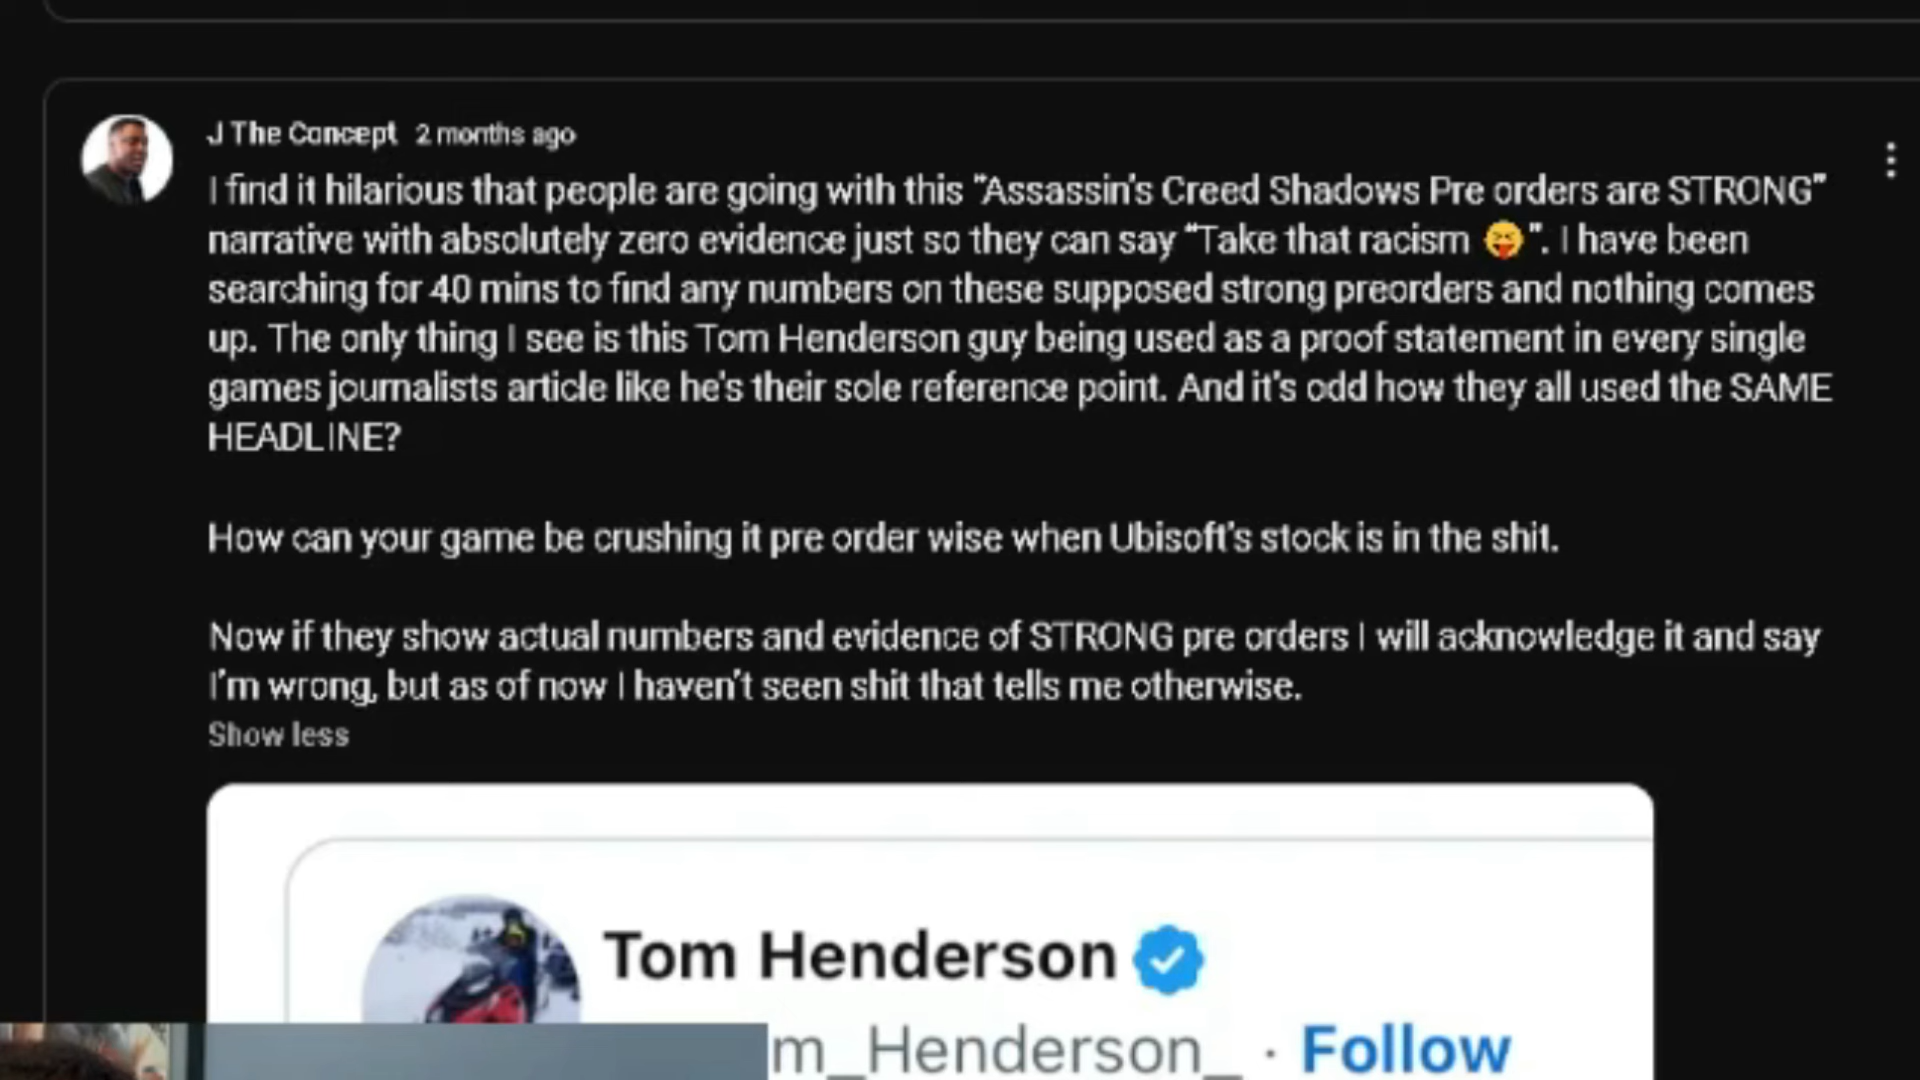 J The Concept 2 months ago
I find it hilarious that people are going with this "Assassin's Creed Shadows Pre orders are STRONG"
narrative with absolutely zero evidence just so they can say “Take that racism 😝". I have been
searching for 40 mins to find any numbers on these supposed strong preorders and nothing comes
up. The only thing I see is this Tom Henderson guy being used as a proof statement in every single
games journalists article like he's their sole reference point. And it's odd how they all used the SAME
HEADLINE?
How can your game be crushing it pre order wise when Ubisoft's stock is in the shit.
Now if they show actual numbers and evidence of STRONG pre orders I will acknowledge it and say
I'm wrong, but as of now I haven't seen shit that tells me otherwise.
Show less
Tom Henderson
m_Henderson_ · Follow